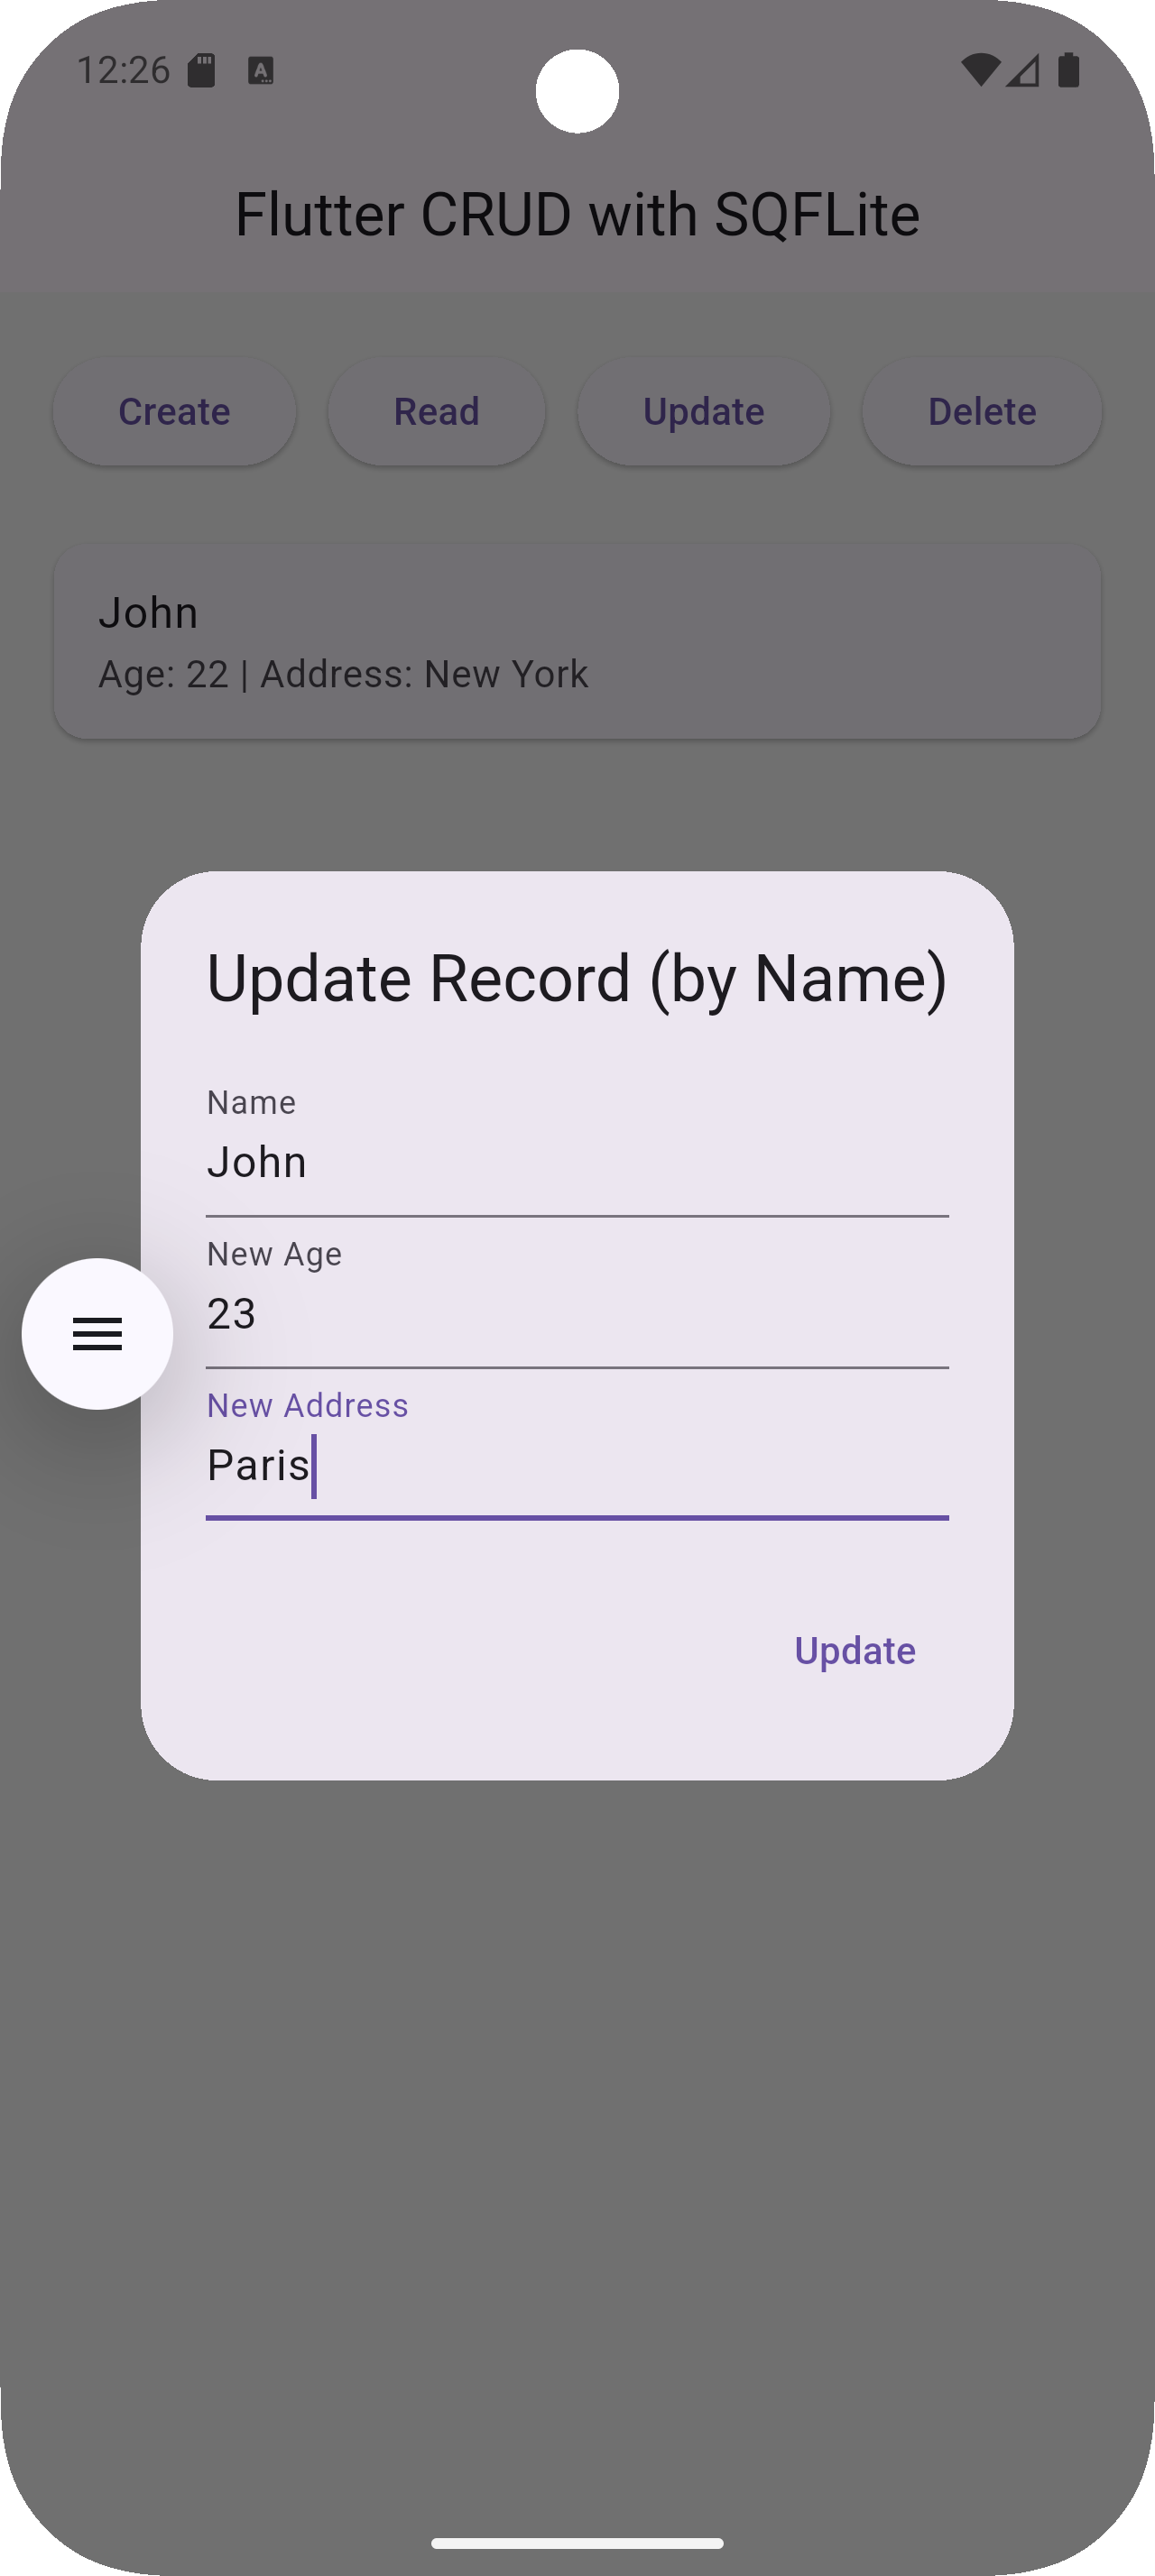 12:26
Flutter CRUD with SQFLite
Create Read Update Delete
John
Age: 22 | Address: New York
Update Record (by Name)
Name
John
New Age
23
New Address
Paris
Update